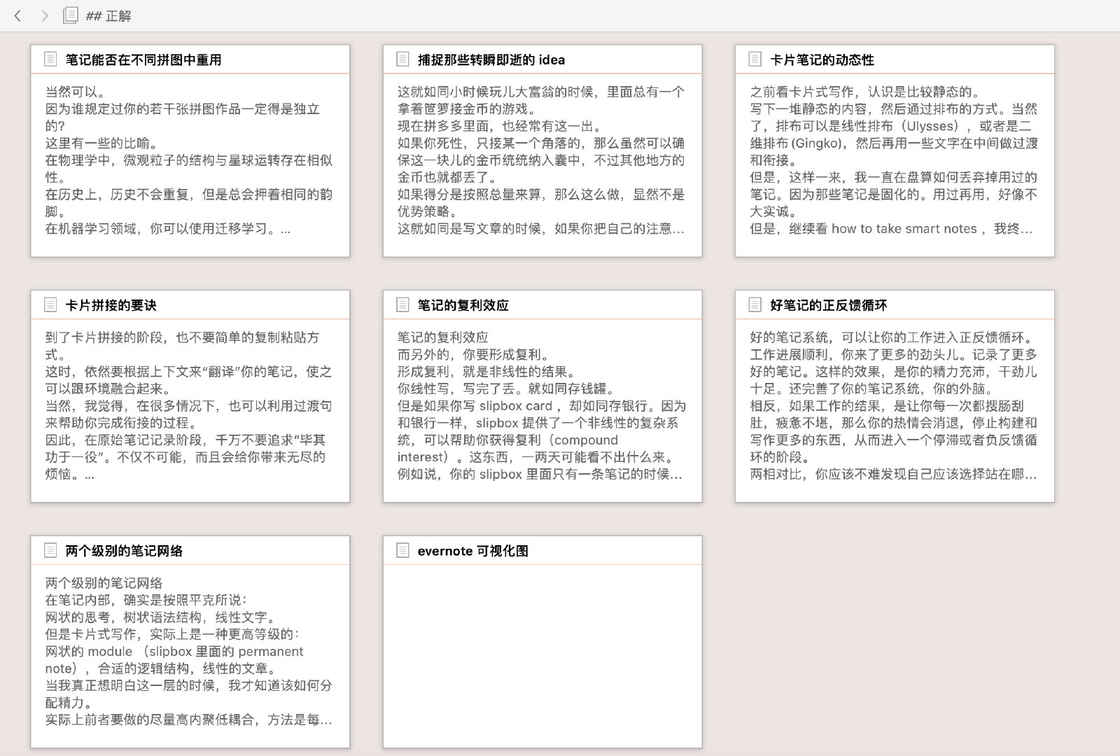 ## 正解
笔记能否在不同拼图中重用
当然可以。
因为谁规定过你的若干张拼图作品一定得是独立
的？
这里有一些的比喻。
在物理学中，微观粒子的结构与星球运转存在相似
性。
在历史上，历史不会重复，但是总会押着相同的韵
脚。
在机器学习领域，你可以使用迁移学习。...
捕捉那些转瞬即逝的 idea
这就如同小时候玩儿大富翁的时候，里面总有一个
拿着笸箩接金币的游戏。
现在拼多多里面，也经常有这一出。
如果你死性，只接某一个角落的，那么虽然可以确
保这一块儿的金币统统纳入囊中，不过其他地方的
金币也就都丢了。
如果得分是按照总量来算，那么这么做，显然不是
优势策略。
这就如同是写文章的时候，如果你把自己的注意...
卡片笔记的动态性
之前看卡片式写作，认识是比较静态的。
写下一堆静态的内容，然后通过排布的方式。当然
了，排布可以是线性排布（Ulysses），或者是二
维排布 (Gingko)，然后再用一些文字在中间做过渡
和衔接。
但是，这样一来，我一直在盘算如何丢弃掉用过的
笔记。因为那些笔记是固化的。用过再用，好像不
大实诚。
但是，继续看 how to take smart notes ，我终...
卡片拼接的要诀
到了卡片拼接的阶段，也不要简单的复制粘贴方
式。
这时，依然要根据上下文来“翻译”你的笔记，使之
可以跟环境融合起来。
当然，我觉得，在很多情况下，也可以利用过渡句
来帮助你完成衔接的过程。
因此，在原始笔记记录阶段，千万不要追求“毕其
功于一役”。不仅不可能，而且会给你带来无尽的
烦恼。...
笔记的复利效应
笔记的复利效应
而另外的，你要形成复利。
形成复利，就是非线性的结果。
你线性写，写完了丢。就如同存钱罐。
但是如果你写 slipbox card ，却如同存银行。因为
和银行一样，slipbox 提供了一个非线性的复杂系
统，可以帮助你获得复利（compound
interest）。这东西，一两天可能看不出什么来。
例如说，你的 slipbox 里面只有一条笔记的时候...
好笔记的正反馈循环
好的笔记系统，可以让你的工作进入正反馈循环。
工作进展顺利，你来了更多的劲头儿。记录了更多
好的笔记。这样的效果，是你的精力充沛，干劲儿
十足。还完善了你的笔记系统，你的外脑。
相反，如果工作的结果，是让你每一次都搜肠刮
肚，疲惫不堪，那么你的热情会消退，停止构建和
写作更多的东西，从而进入一个停滞或者负反馈循
环的阶段。
两相对比，你应该不难发现自己应该选择站在哪...
两个级别的笔记网络
两个级别的笔记网络
在笔记内部，确实是按照平克所说：
网状的思考，树状语法结构，线性文字。
但是卡片式写作，实际上是一种更高等级的：
网状的 module （slipbox 里面的 permanent
note），合适的逻辑结构，线性的文章。
当我真正想明白这一层的时候，我才知道该如何分
配精力。
实际上前者要做的尽量高内聚低耦合，方法是每...
evernote 可视化图